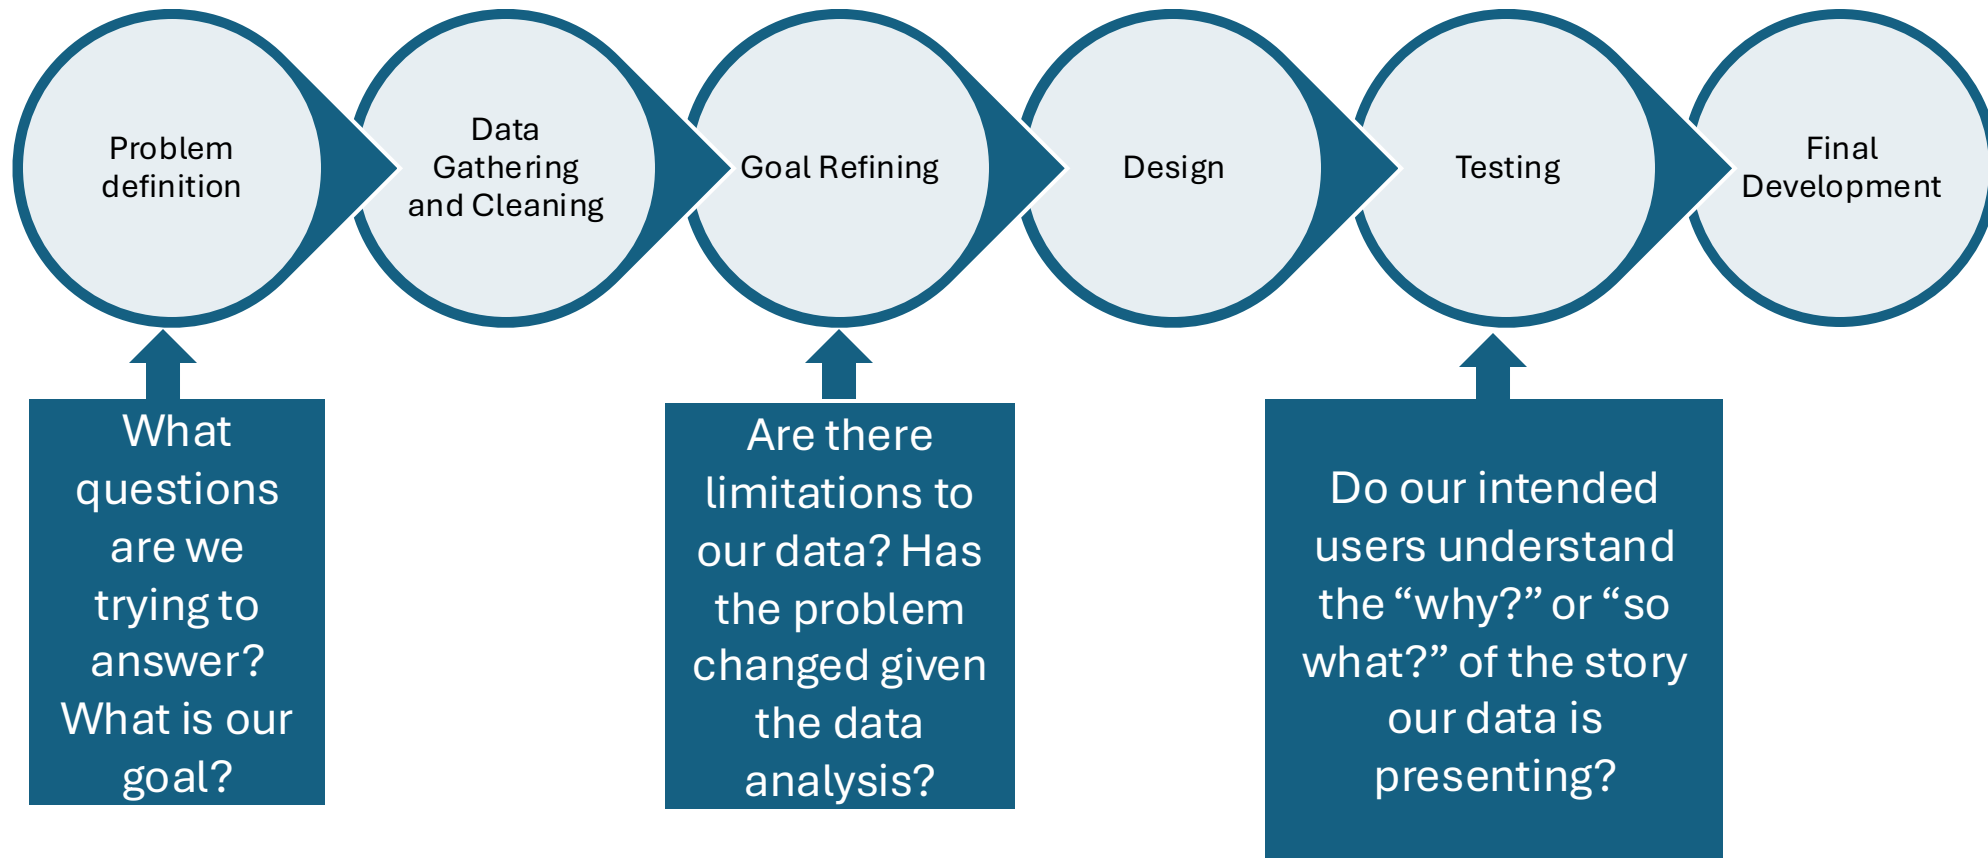 Problem
definition
Data
Gathering
and Cleaning
Goal Refining
Design
Testing
Final
Development
What
questions
are we
trying to
answer?
What is our
goal?
Are there
limitations to
our data? Has
the problem
changed given
the data
analysis?
Do our intended
users understand
the “why?” or “so
what?” of the story
our data is
presenting?